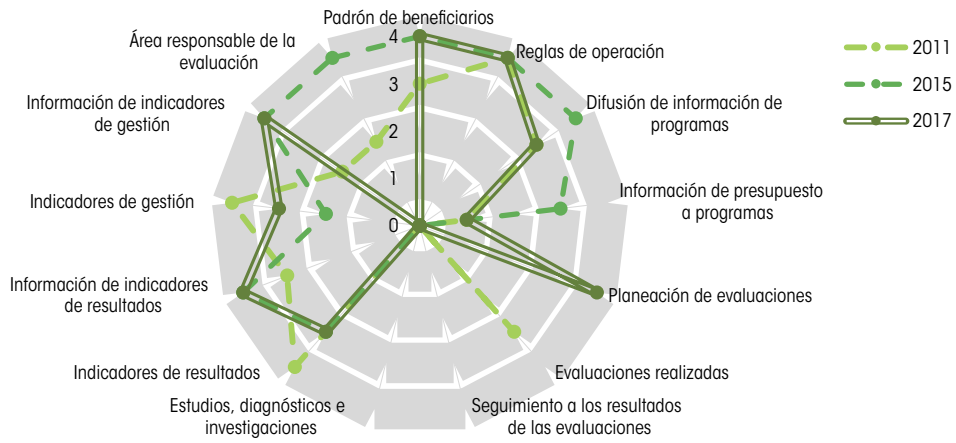 Padrón de beneficiarios
Área responsable de la
evaluación
Reglas de operación
Información de indicadores
de gestión
Difusión de información de
programas
Indicadores de gestión
Información de presupuesto
a programas
Información de indicadores
de resultados
Planeación de evaluaciones
Indicadores de resultados
Evaluaciones realizadas
Estudios, diagnósticos e
investigaciones
Seguimiento a los resultados
de las evaluaciones
4
3
2
1
0
2011
2015
2017